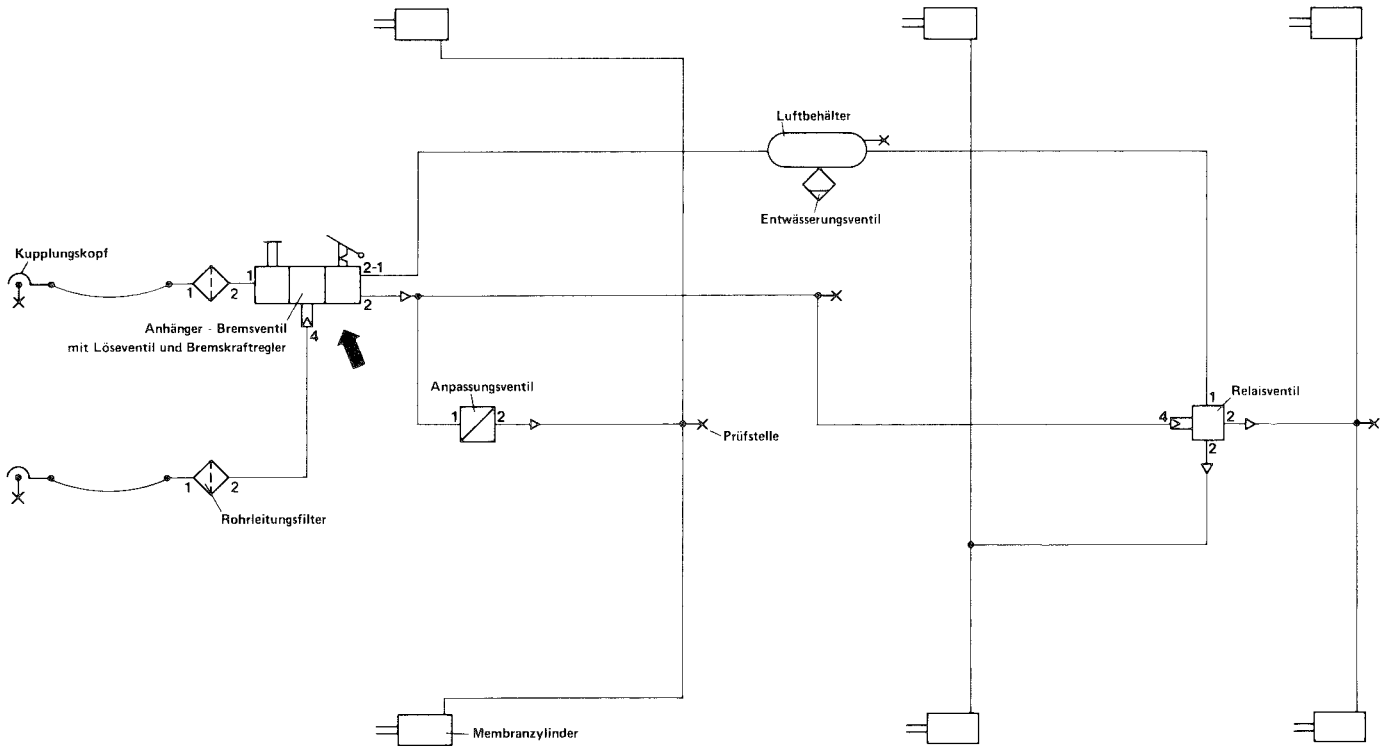 Luftbehälter
Entwässerungsventil
Kupplungskopf
1
2-1
1
2
2
Anhänger - Bremsventil
mit Löseventil und Bremskraftregler
4
Anpassungsventil
1
2
Prüfstelle
Relaisventil
1
4
2
2
1
2
Rohrleitungsfilter
Membranzylinder